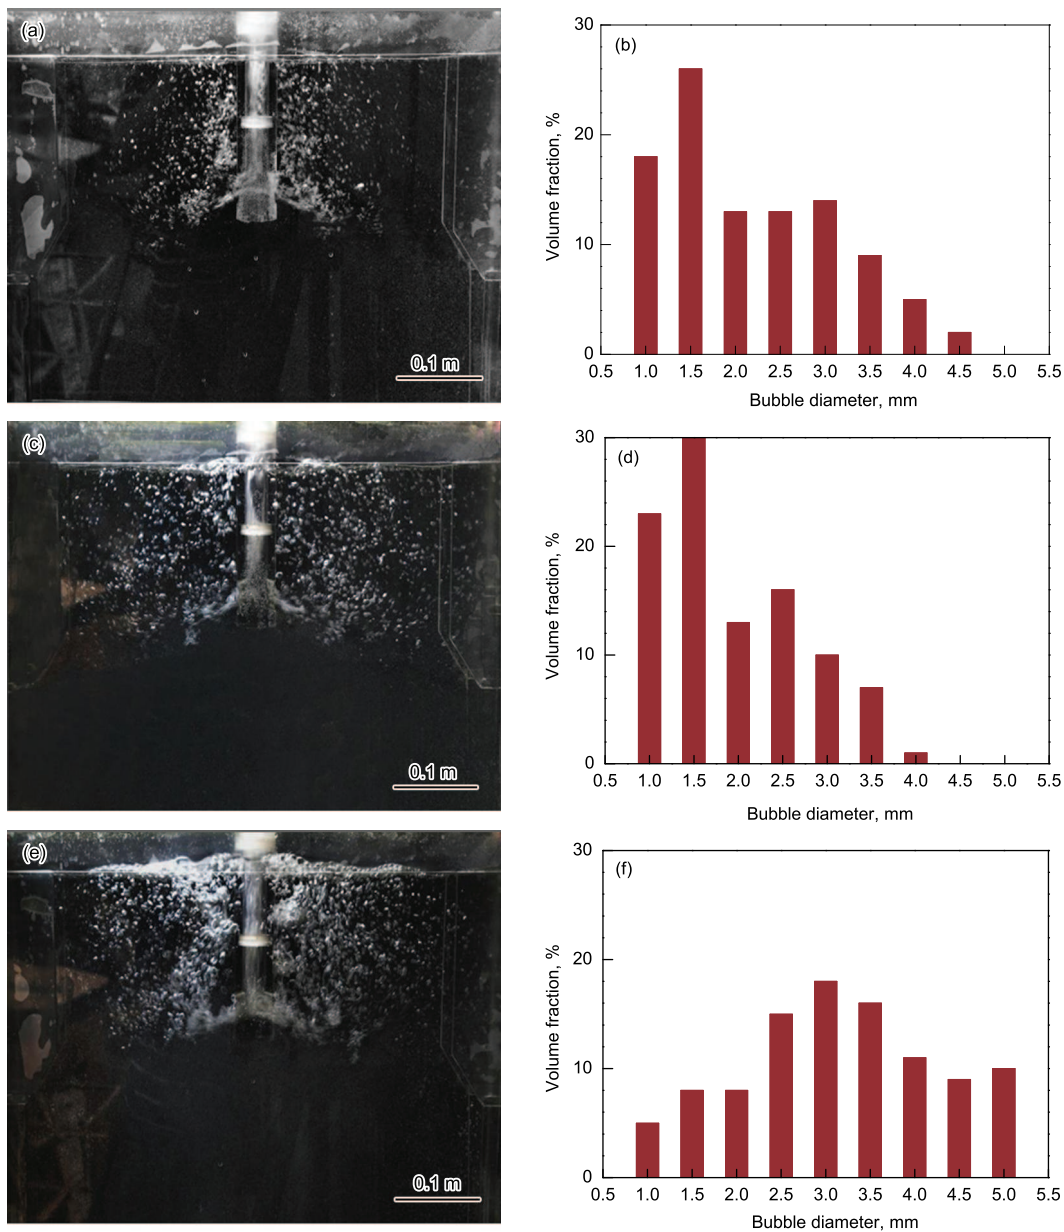 (a)
0.1 m
(b)
30
20
10
0
Volume fraction, %
0.5 1.0 1.5 2.0 2.5 3.0 3.5 4.0 4.5 5.0 5.5
Bubble diameter, mm
(c)
0.1 m
(d)
30
20
10
0
Volume fraction, %
0.5 1.0 1.5 2.0 2.5 3.0 3.5 4.0 4.5 5.0 5.5
Bubble diameter, mm
(e)
0.1 m
(f)
30
20
10
0
Volume fraction, %
0.5 1.0 1.5 2.0 2.5 3.0 3.5 4.0 4.5 5.0 5.5
Bubble diameter, mm